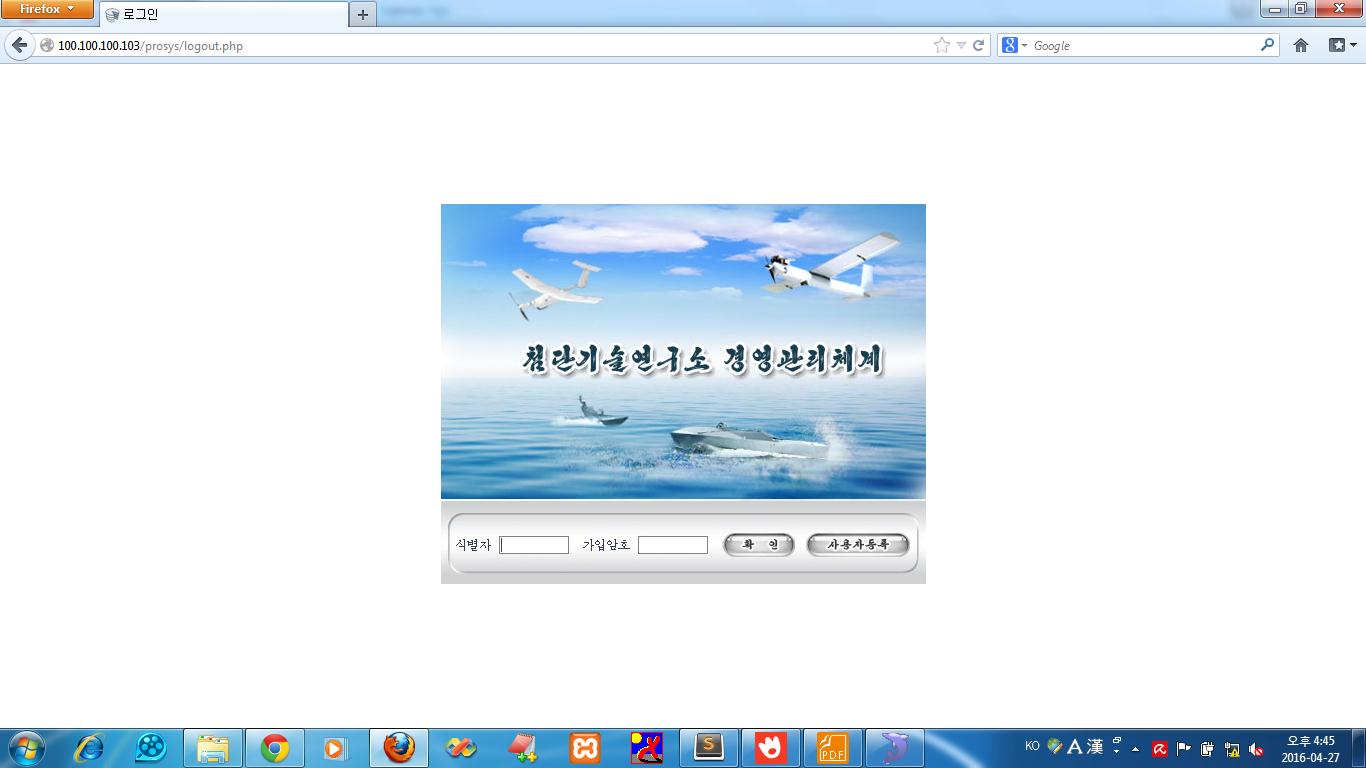 Firefox
로그인
100.100.100.103/prosys/logout.php
Google
첨단기술연구소 경영관리체계
식별자
가입암호
확 인
사용자등록
KO
A 漢
오후 4:45
2016-04-27
PDF